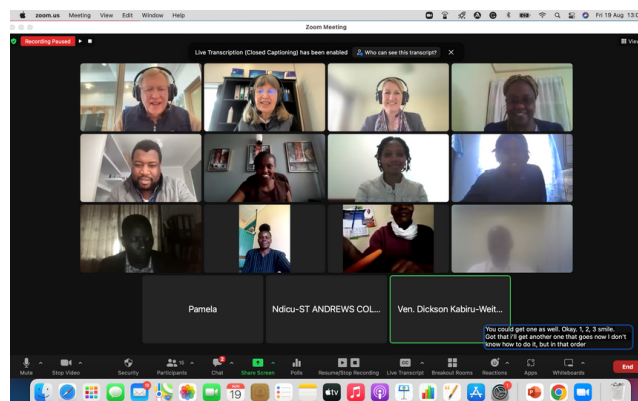 zoom.us Meeting View Edit Window Help Fri 19 Aug 13:0
Zoom Meeting
Recording Paused
Live Transcription (Closed Captioning) has been enabled Who can see this transcript?
View
Pamela
Ndicu-ST ANDREWS COL...
Ven. Dickson Kabiru-Weit...
You could get one as well. Okay. 1, 2, 3 smile.
Got that i'll get another one that goes now I don't
know how to do it, but in that order
Mute Stop Video Security Participants 15 Chat Share Screen Polls Resume/Stop Recording Live Transcript Breakout Rooms Reactions Apps Whiteboards End
19 tv